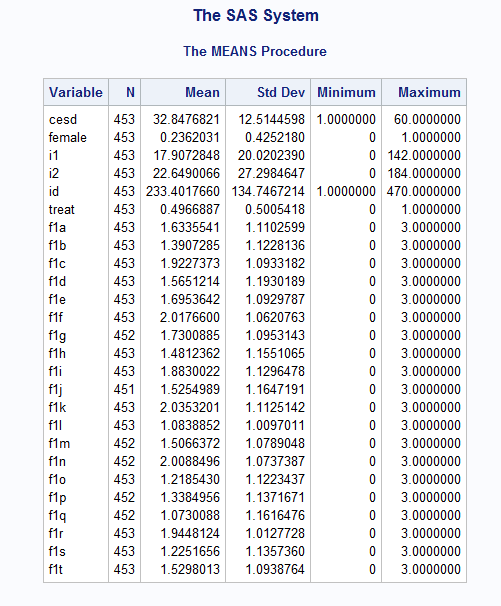 The SAS System
The MEANS Procedure
Variable N Mean Std Dev Minimum Maximum
cesd 453 32.8476821 12.5144598 1.0000000 60.0000000
female 453 0.2362031 0.4252180 0 1.0000000
i1 453 17.9072848 20.0202390 0 142.0000000
i2 453 22.6490066 27.2984647 0 184.0000000
id 453 233.4017660 134.7467214 1.0000000 470.0000000
treat 453 0.4966887 0.5005418 0 1.0000000
f1a 453 1.6335541 1.1102599 0 3.0000000
f1b 453 1.3907285 1.1228136 0 3.0000000
f1c 453 1.9227373 1.0933182 0 3.0000000
f1d 453 1.5651214 1.1930189 0 3.0000000
f1e 453 1.6953642 1.0929787 0 3.0000000
f1f 453 2.0176600 1.0620763 0 3.0000000
f1g 452 1.7300885 1.0953143 0 3.0000000
f1h 453 1.4812362 1.1551065 0 3.0000000
f1i 453 1.8830022 1.1296478 0 3.0000000
f1j 451 1.5254989 1.1647191 0 3.0000000
f1k 453 2.0353201 1.1125142 0 3.0000000
f1l 453 1.0838852 1.0097011 0 3.0000000
f1m 452 1.5066372 1.0789048 0 3.0000000
f1n 452 2.0088496 1.0737387 0 3.0000000
f1o 453 1.2185430 1.1223437 0 3.0000000
f1p 452 1.3384956 1.1371671 0 3.0000000
f1q 452 1.0730088 1.1616476 0 3.0000000
f1r 453 1.9448124 1.0127728 0 3.0000000
f1s 453 1.2251656 1.1357360 0 3.0000000
f1t 453 1.5298013 1.0938764 0 3.0000000